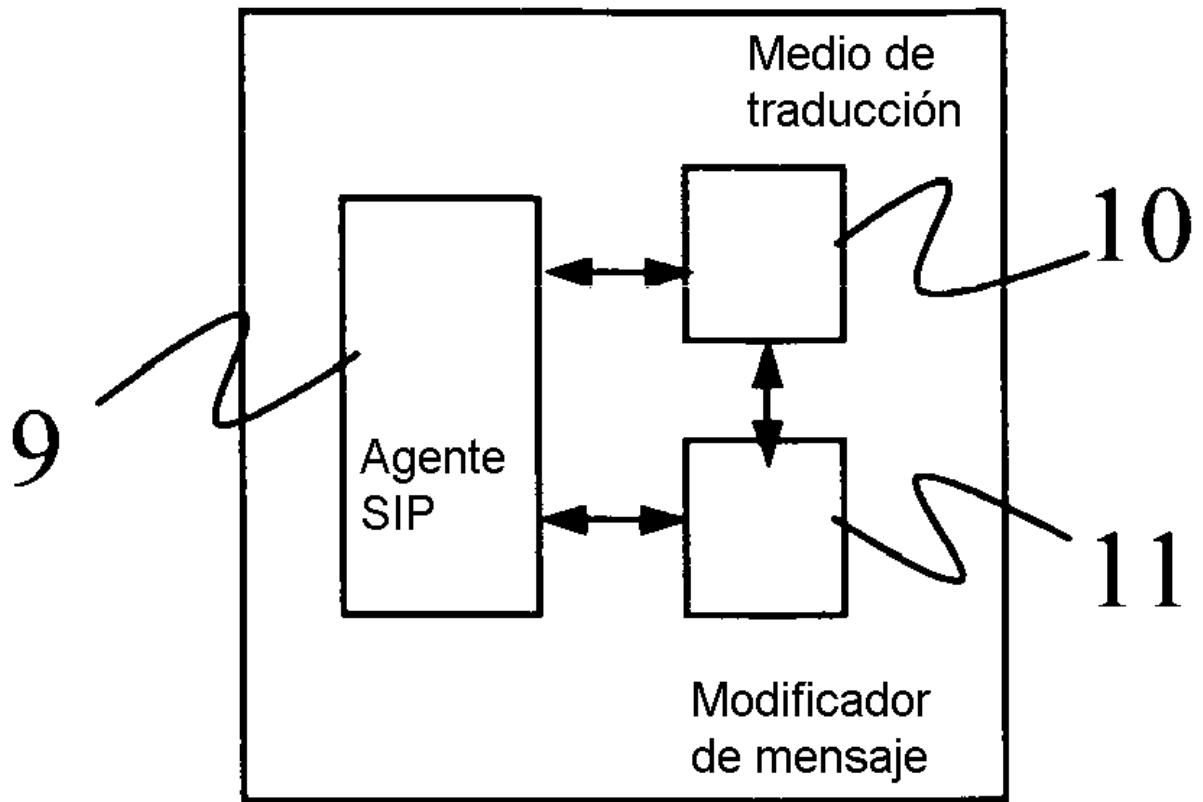 Medio de
traducción
10
9
Agente
SIP
11
Modificador
de mensaje